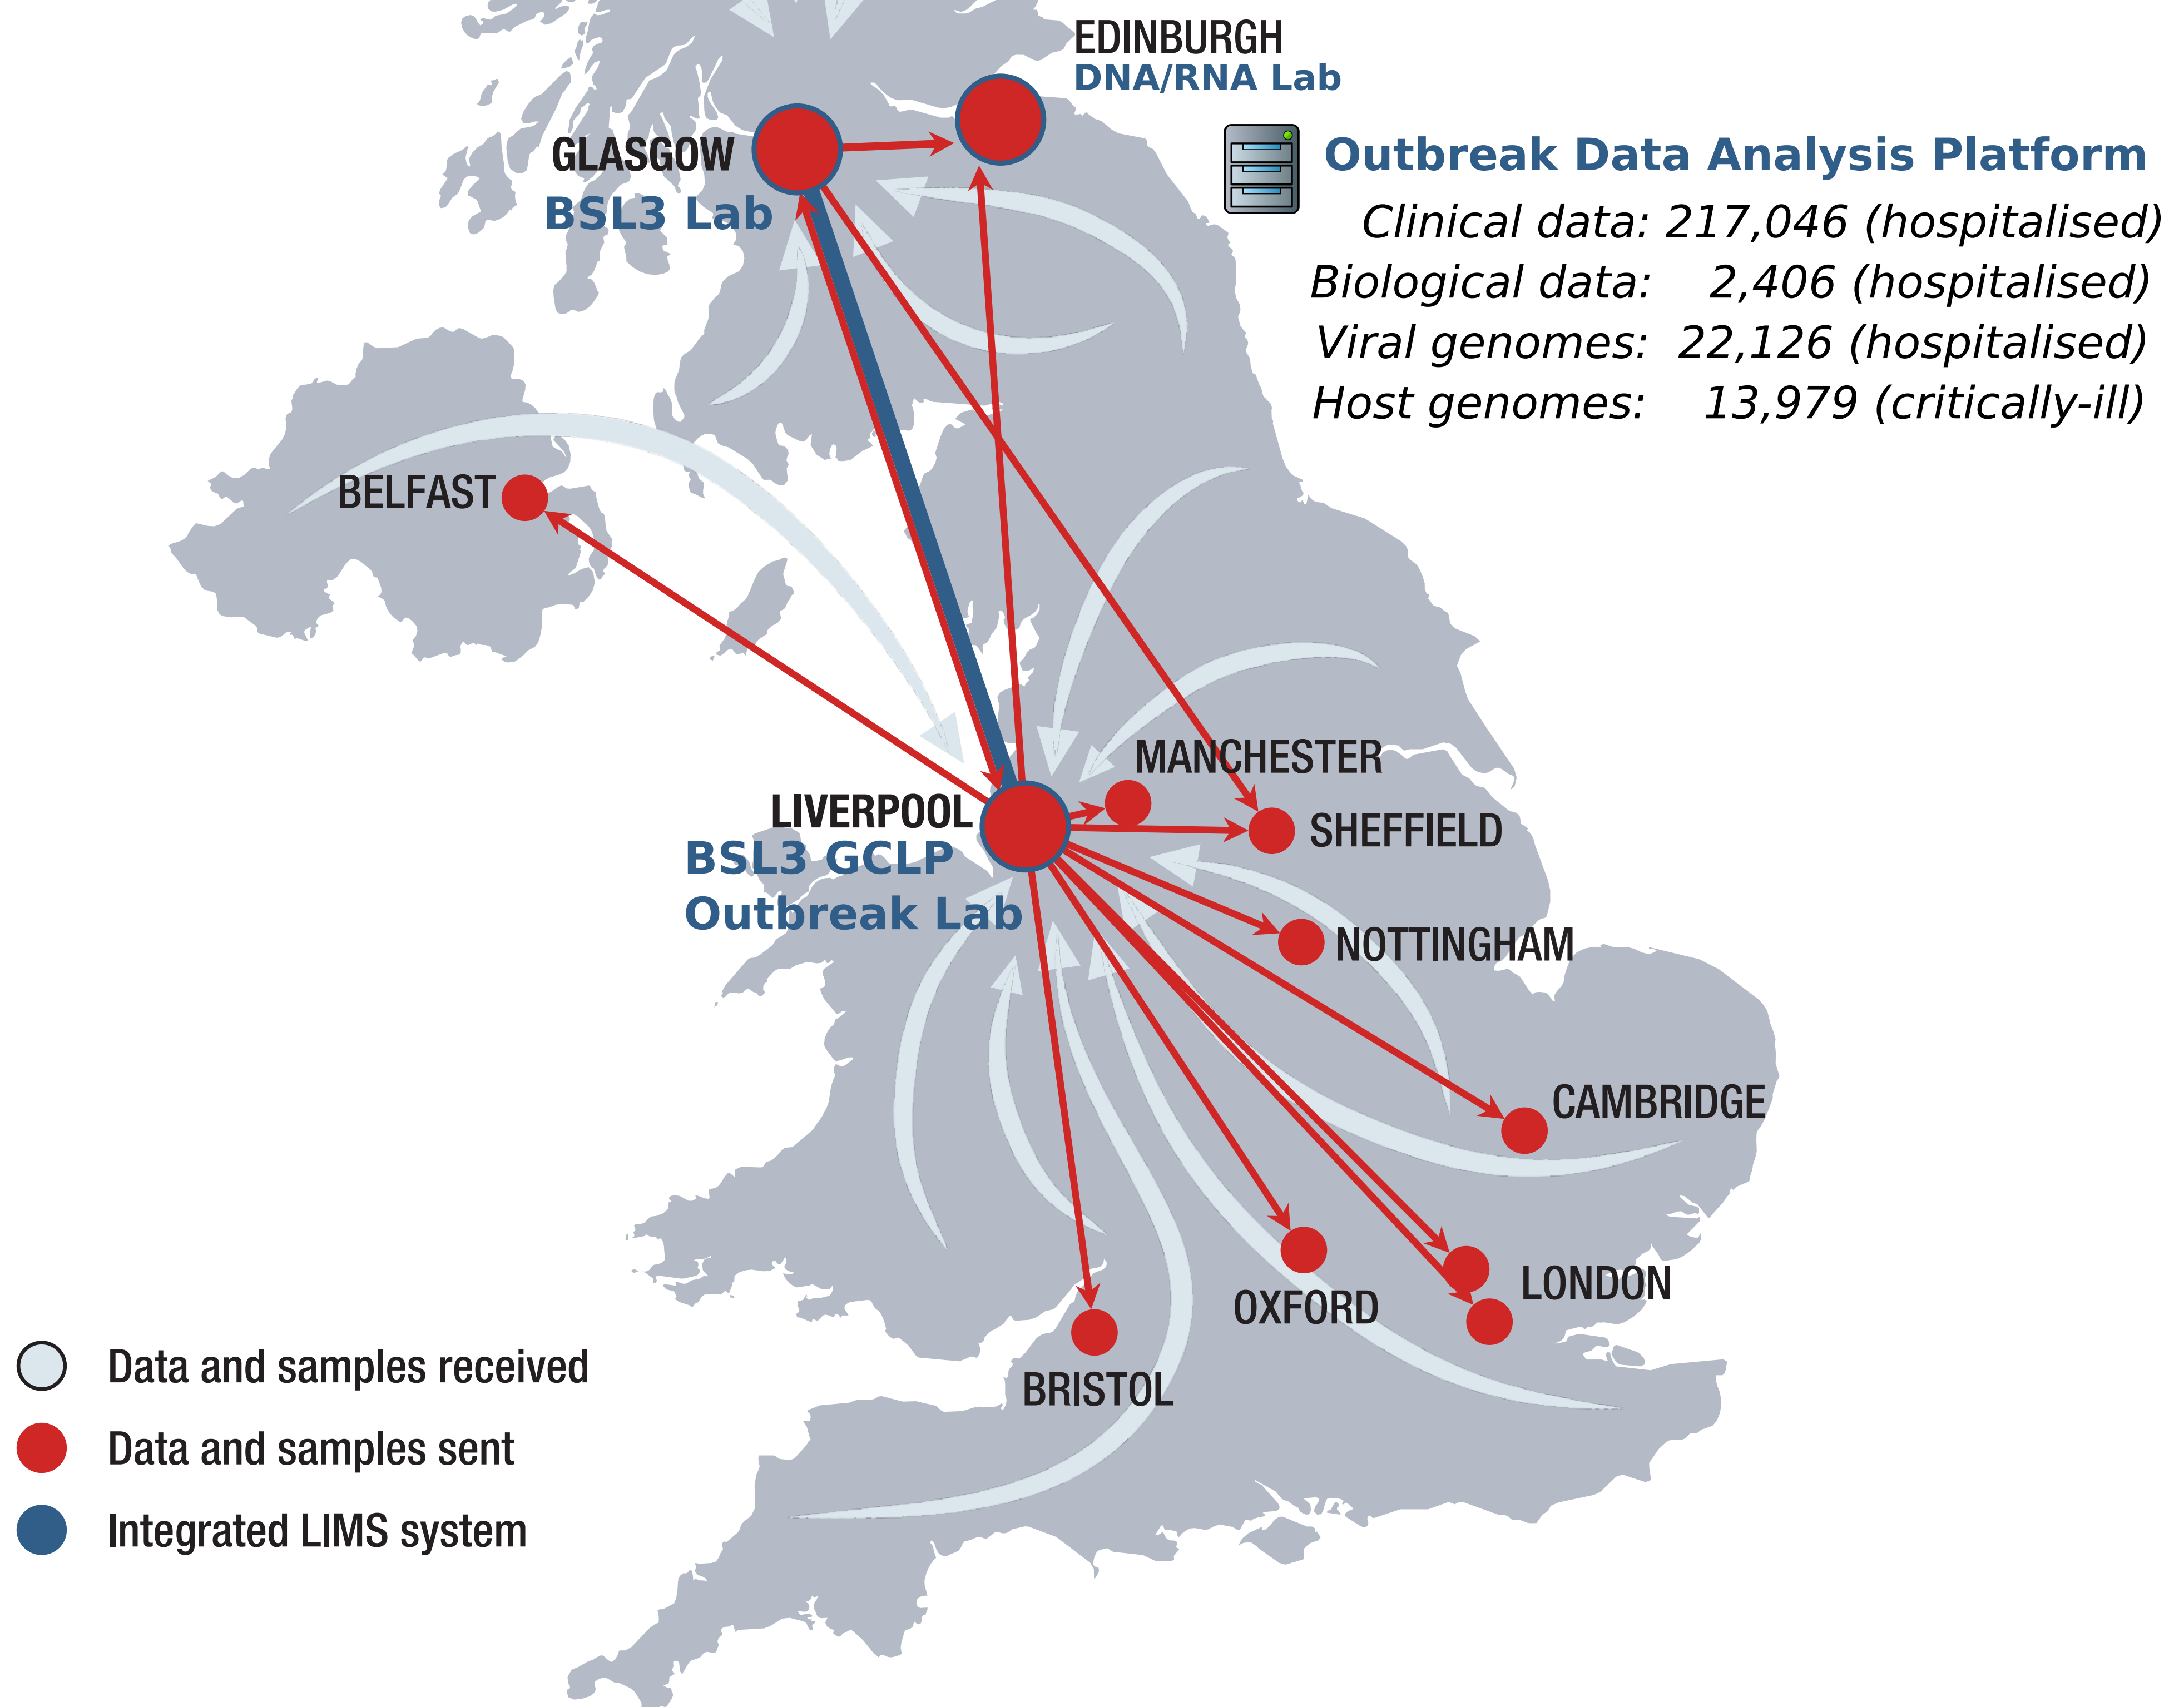 EDINBURGH
DNA/RNA Lab
GLASGOW
BSL3 Lab
Outbreak Data Analysis Platform
Clinical data: 217,046 (hospitalised)
Biological data: 2,406 (hospitalised)
Viral genomes: 22,126 (hospitalised)
Host genomes: 13,979 (critically-ill)
BELFAST
MANCHESTER
LIVERPOOL
BSL3 GCLP
Outbreak Lab
SHEFFIELD
NOTTINGHAM
CAMBRIDGE
LONDON
OXFORD
BRISTOL
Data and samples received
Data and samples sent
Integrated LIMS system